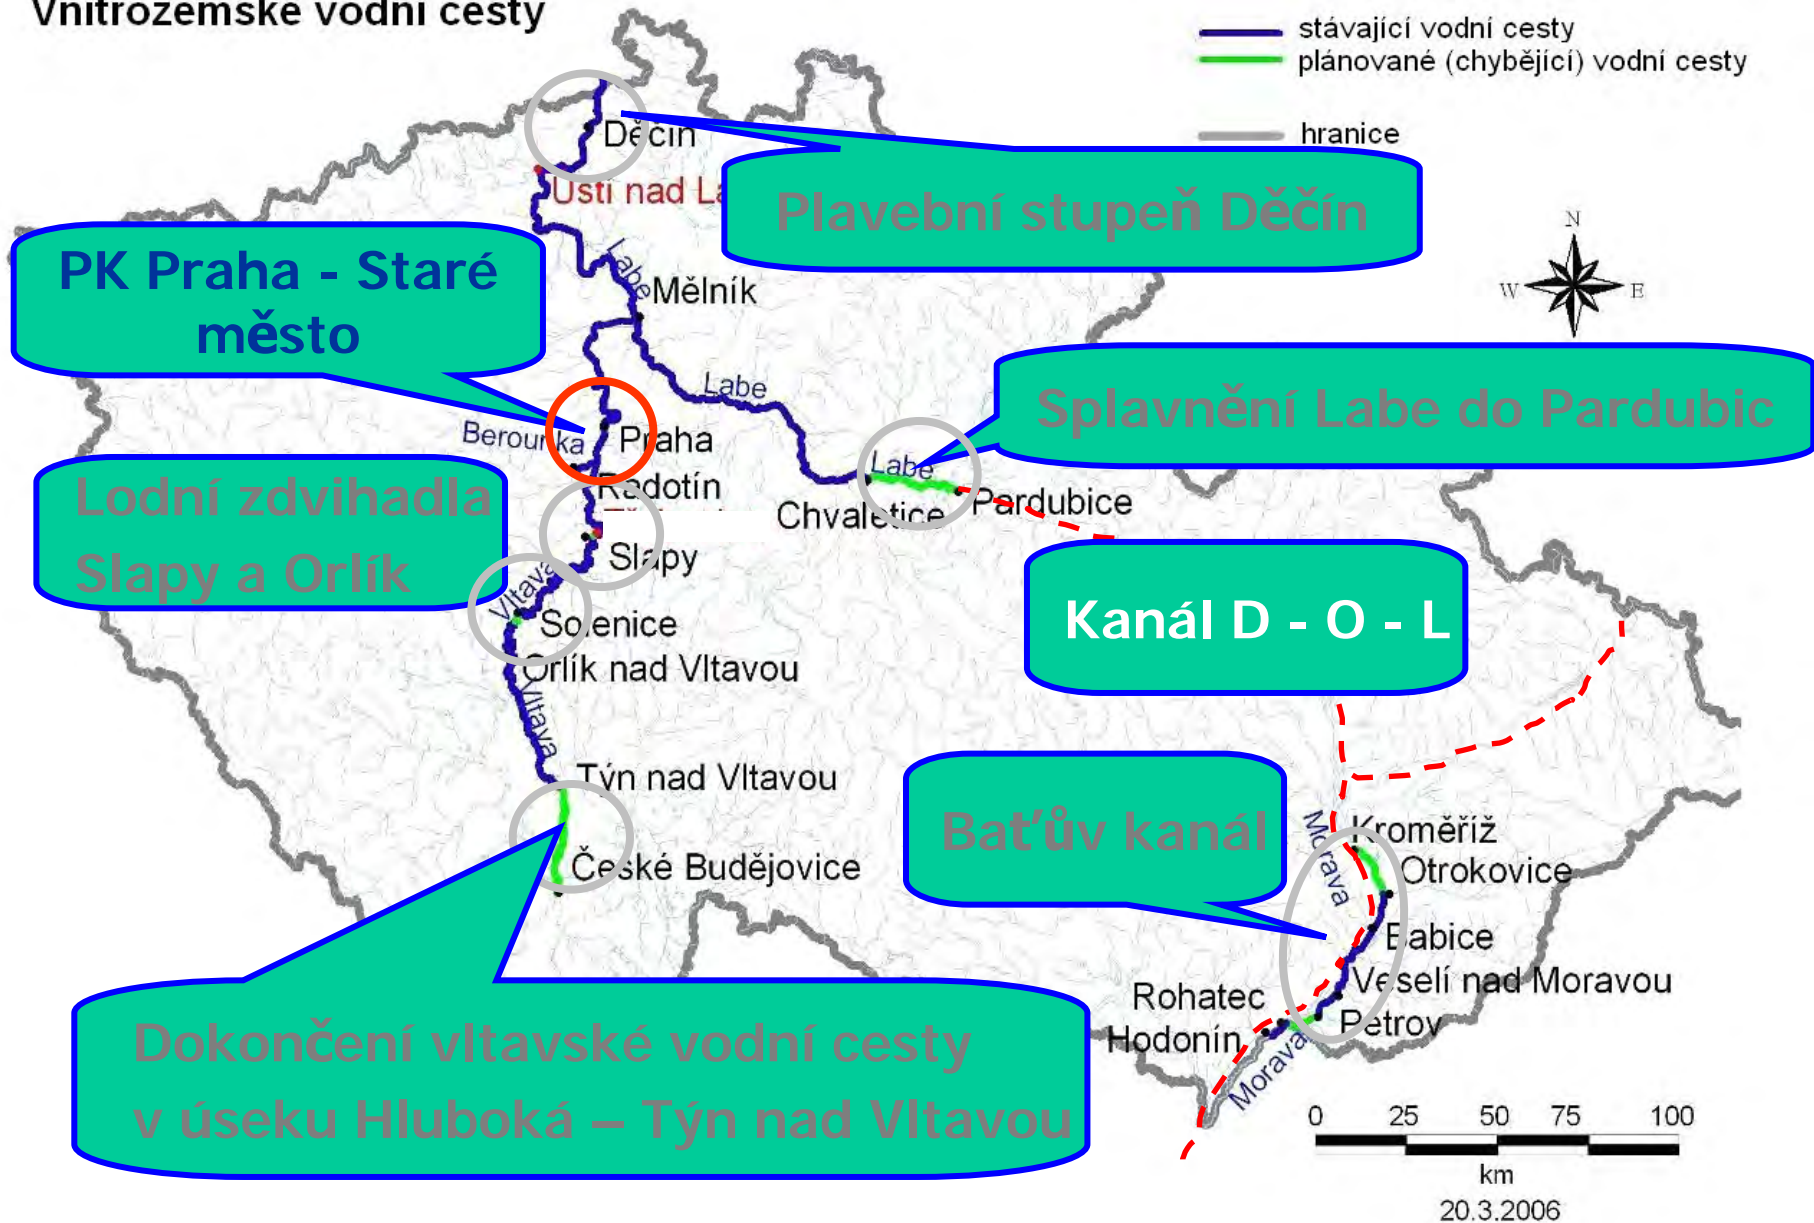 Vnitrozemské vodní cesty
stávající vodní cesty
plánované (chybějící) vodní cesty
hranice
Děčín
Ústí nad
Plavební stupeň Děčín
N
W E
PK Praha - Staré
město
Labe
Mělník
Labe
Splavnění Labe do Pardubic
Berounka
Praha
Labe
Lodní zdvihadla
Slapy a Orlík
Radotín
Chvaletice
Pardubice
Slapy
Vltava
Solenice
Kanál D - O - L
Orlík nad Vltavou
Vltava
Týn nad Vltavou
Baťův kanál
Morava
Kroměříž
Otrokovice
České Budějovice
Babice
Veselí nad Moravou
Rohatec
Petrov
Hodonín
Morava
Dokončení vltavské vodní cesty
v úseku Hluboká – Týn nad Vltavou
0 25 50 75 100
km
20.3.2006